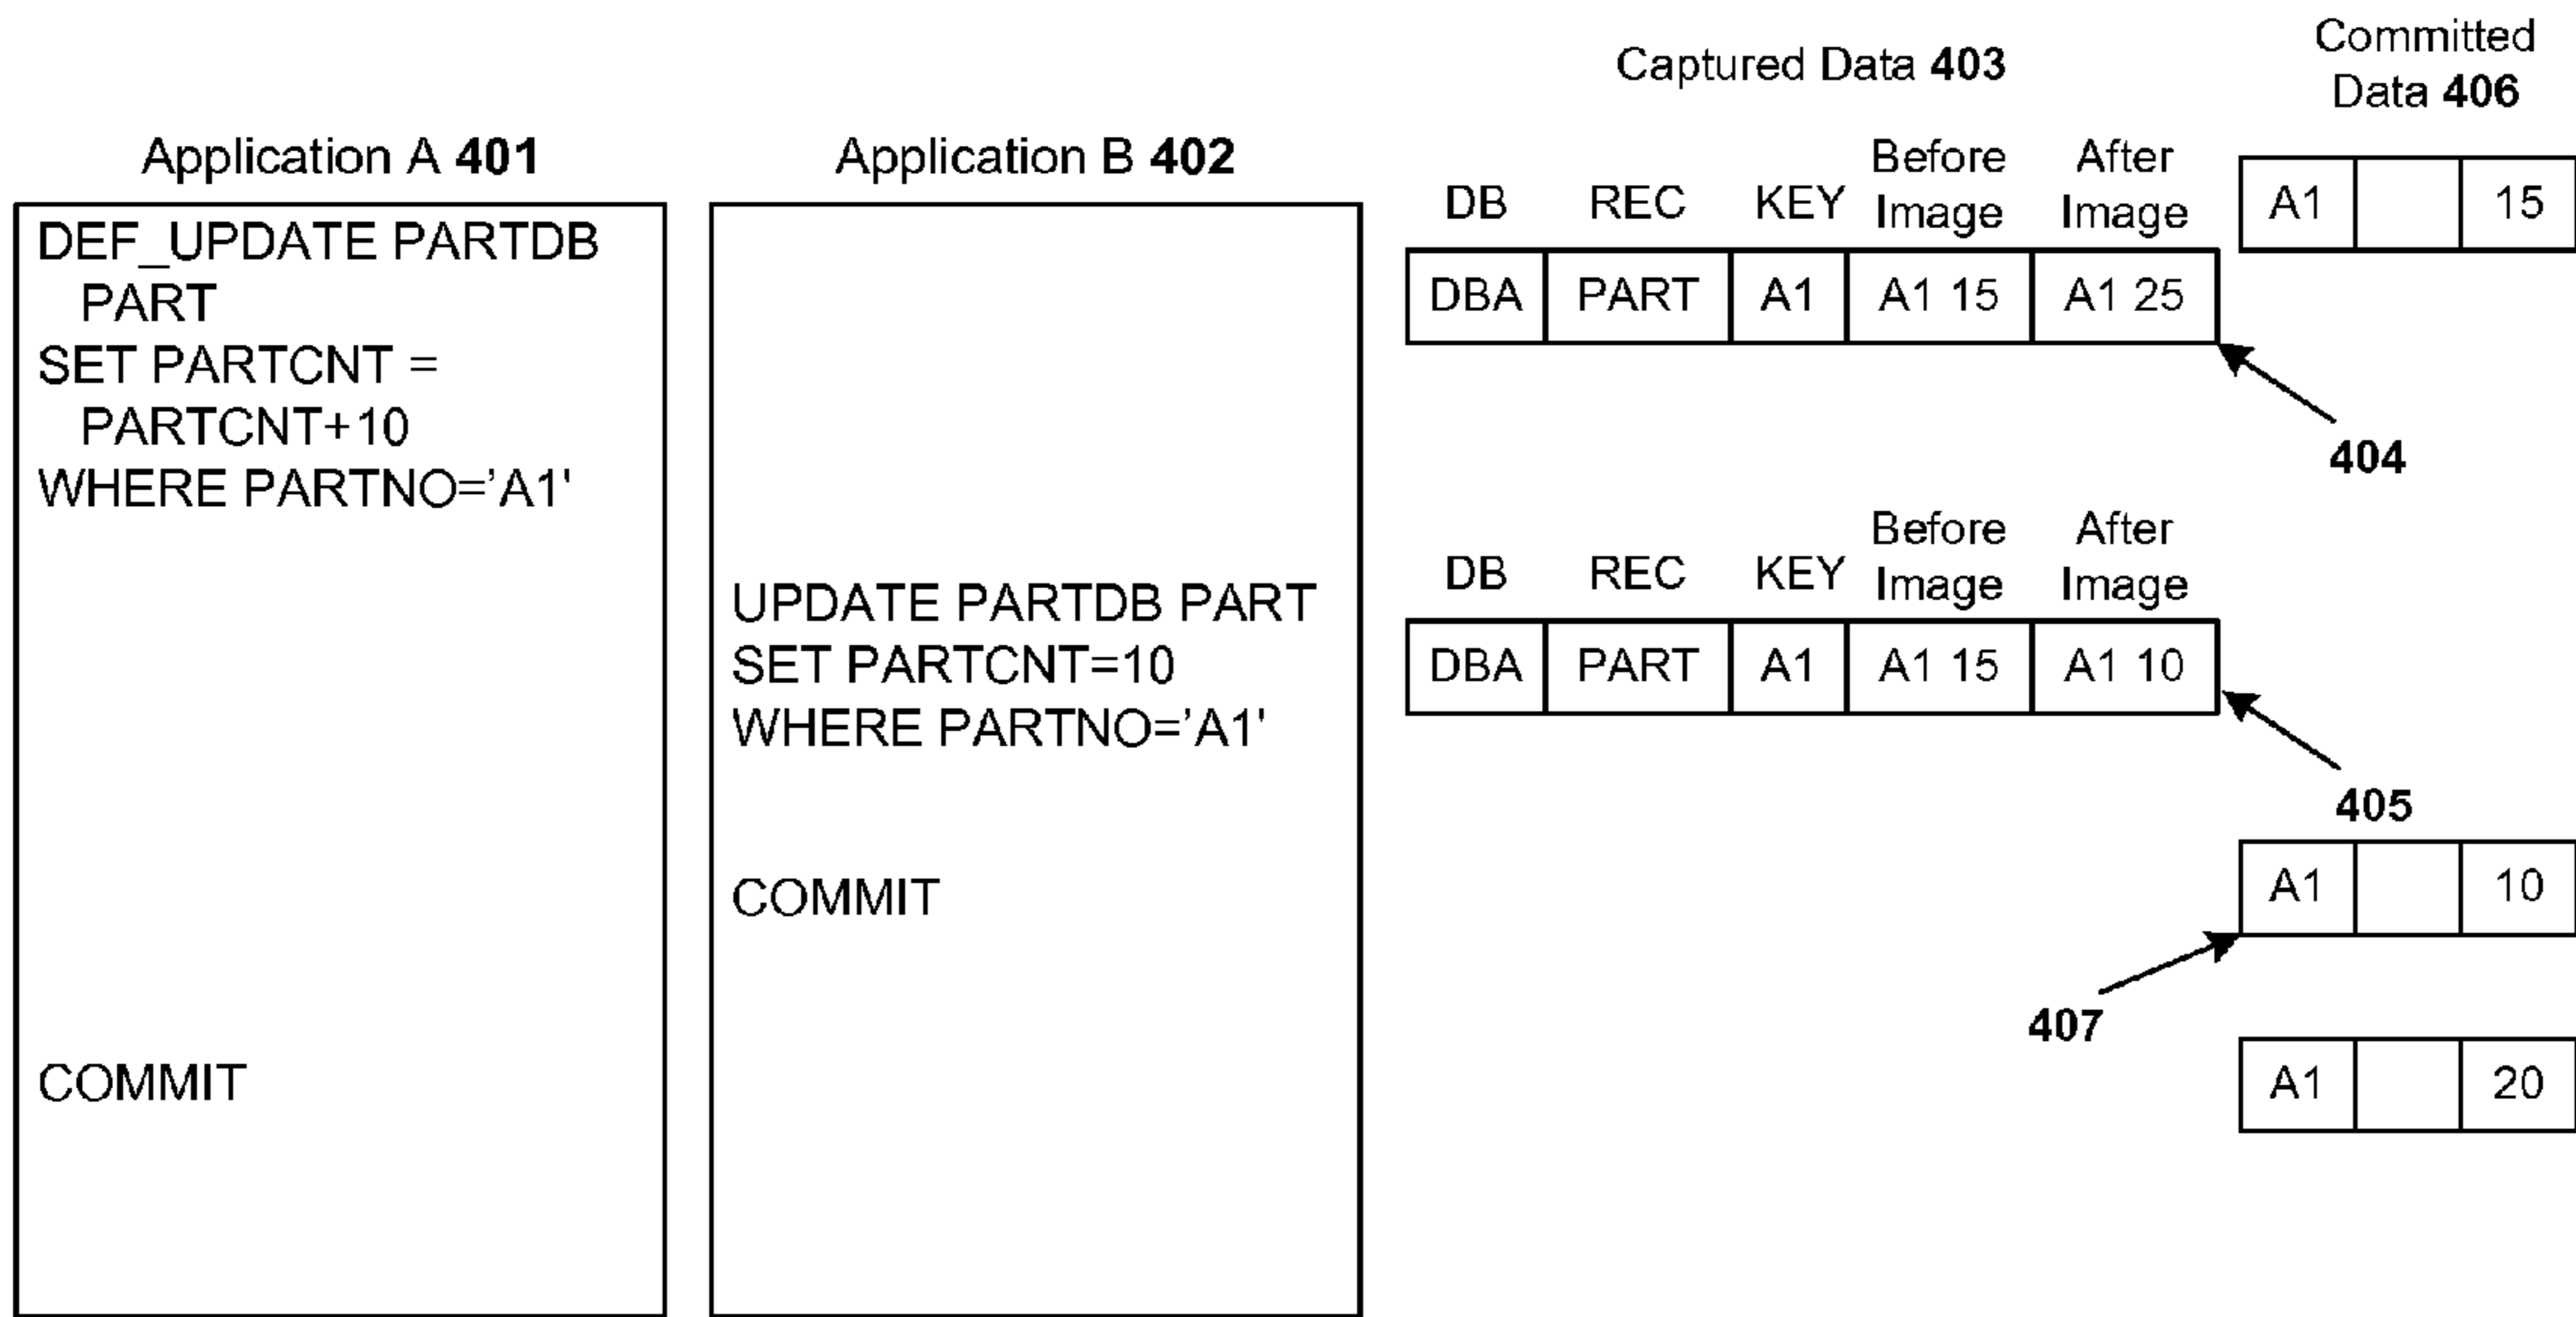 Captured Data 403
Committed
Data 406
Application A 401
DEF_UPDATE PARTDB
PART
SET PARTCNT =
PARTCNT+10
WHERE PARTNO='A1'
COMMIT
Application B 402
UPDATE PARTDB PART
SET PARTCNT=10
WHERE PARTNO='A1'
COMMIT
DB REC KEY Before Image After Image
DBA PART A1 A1 15 A1 25
404
DB REC KEY Before Image After Image
DBA PART A1 A1 15 A1 10
405
A1 15
A1 10
407
A1 20